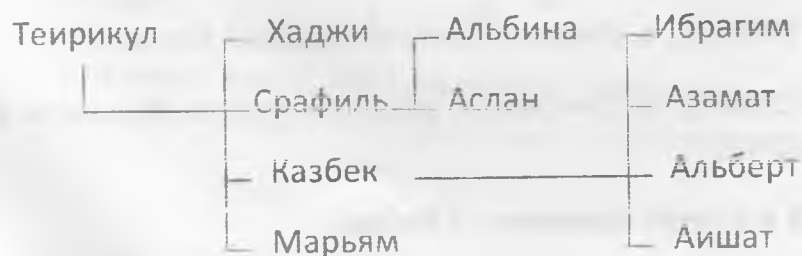 Теирикул Хаджи Альбина Ибрагим
Срафиль Аслан Азамат
Казбек Альберт
Марьям Аишат